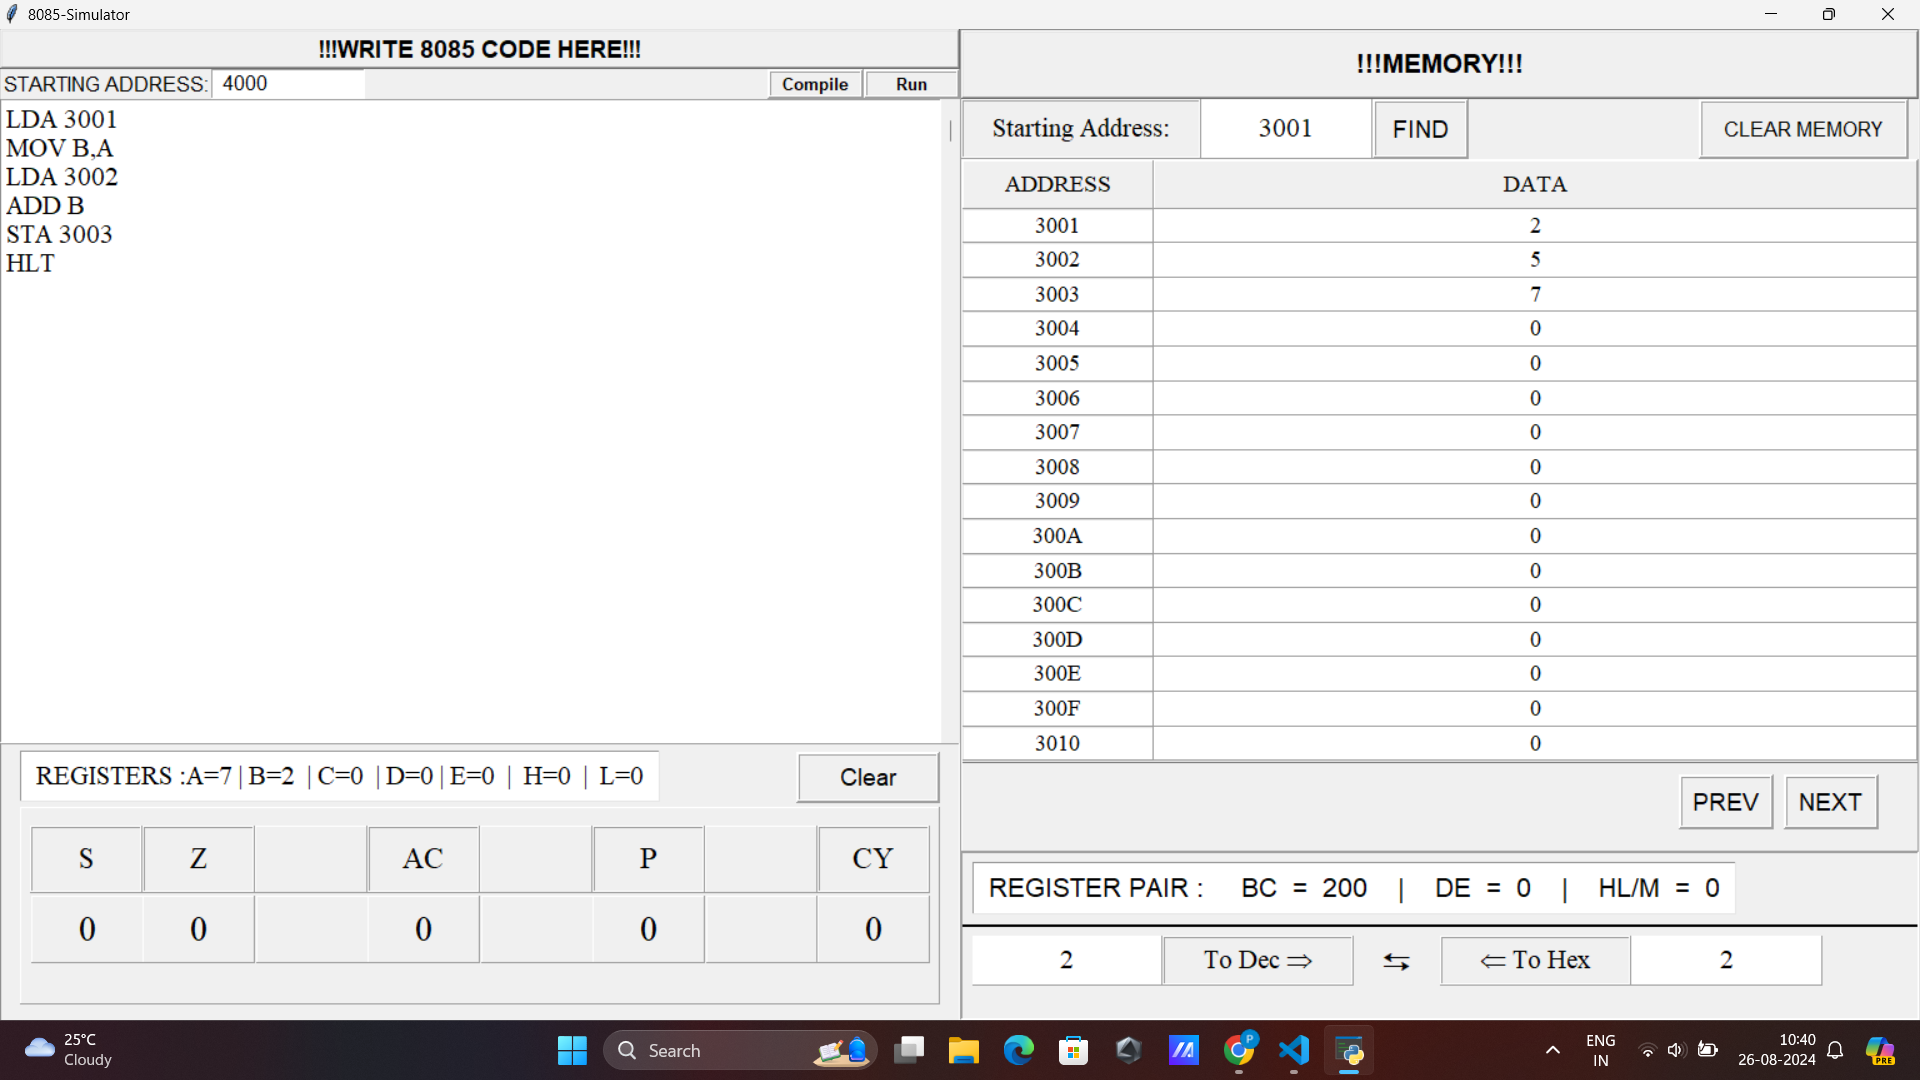 8085-Simulator
!!!WRITE 8085 CODE HERE!!!
STARTING ADDRESS: 4000 Compile Run
LDA 3001
MOV B,A
LDA 3002
ADD B
STA 3003
HLT
REGISTERS :A=7 | B=2 | C=0 | D=0 | E=0 | H=0 | L=0 Clear
S Z AC P CY
0 0 0 0 0
!!!MEMORY!!!
Starting Address: 3001 FIND CLEAR MEMORY
ADDRESS DATA
3001 2
3002 5
3003 7
3004 0
3005 0
3006 0
3007 0
3008 0
3009 0
300A 0
300B 0
300C 0
300D 0
300E 0
300F 0
3010 0
PREV NEXT
REGISTER PAIR : BC = 200 | DE = 0 | HL/M = 0
2 To Dec ⇒ ⇆ ⇐ To Hex 2
25°C
Cloudy
Search
P
PRE
ENG
IN
10:40
26-08-2024